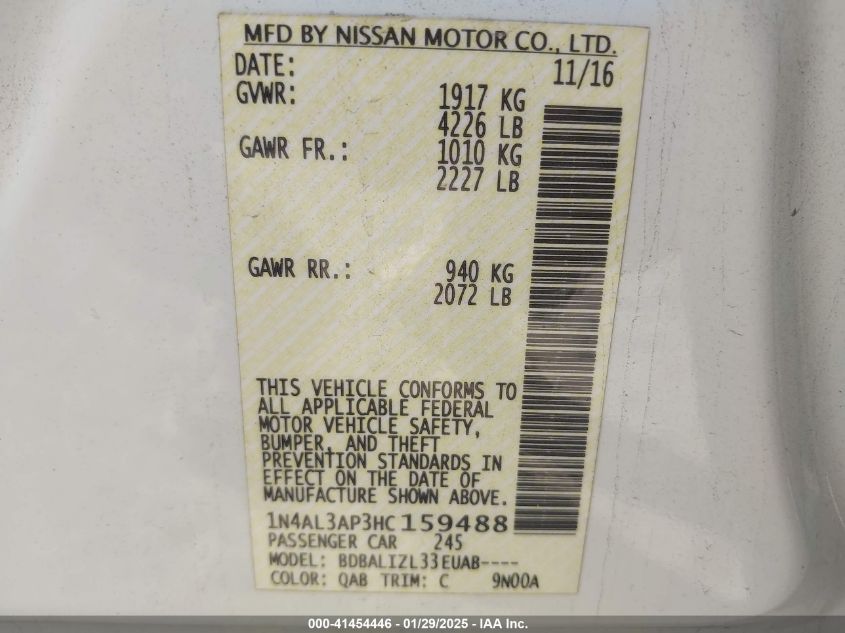 MFD BY NISSAN MOTOR CO., LTD.
DATE: 11/16
GVWR: 1917 KG
4226 LB
GAWR FR.: 1010 KG
2227 LB
GAWR RR.: 940 KG
2072 LB
THIS VEHICLE CONFORMS TO
ALL APPLICABLE FEDERAL
MOTOR VEHICLE SAFETY,
BUMPER, AND THEFT
PREVENTION STANDARDS IN
EFFECT ON THE DATE OF
MANUFACTURE SHOWN ABOVE.
1N4AL3AP3HC159488
PASSENGER CAR 245
MODEL: BDBALIZL33EUAB----
COLOR: QAB TRIM: C 9N00A
000-41454446 - 01/29/2025 - IAA Inc.